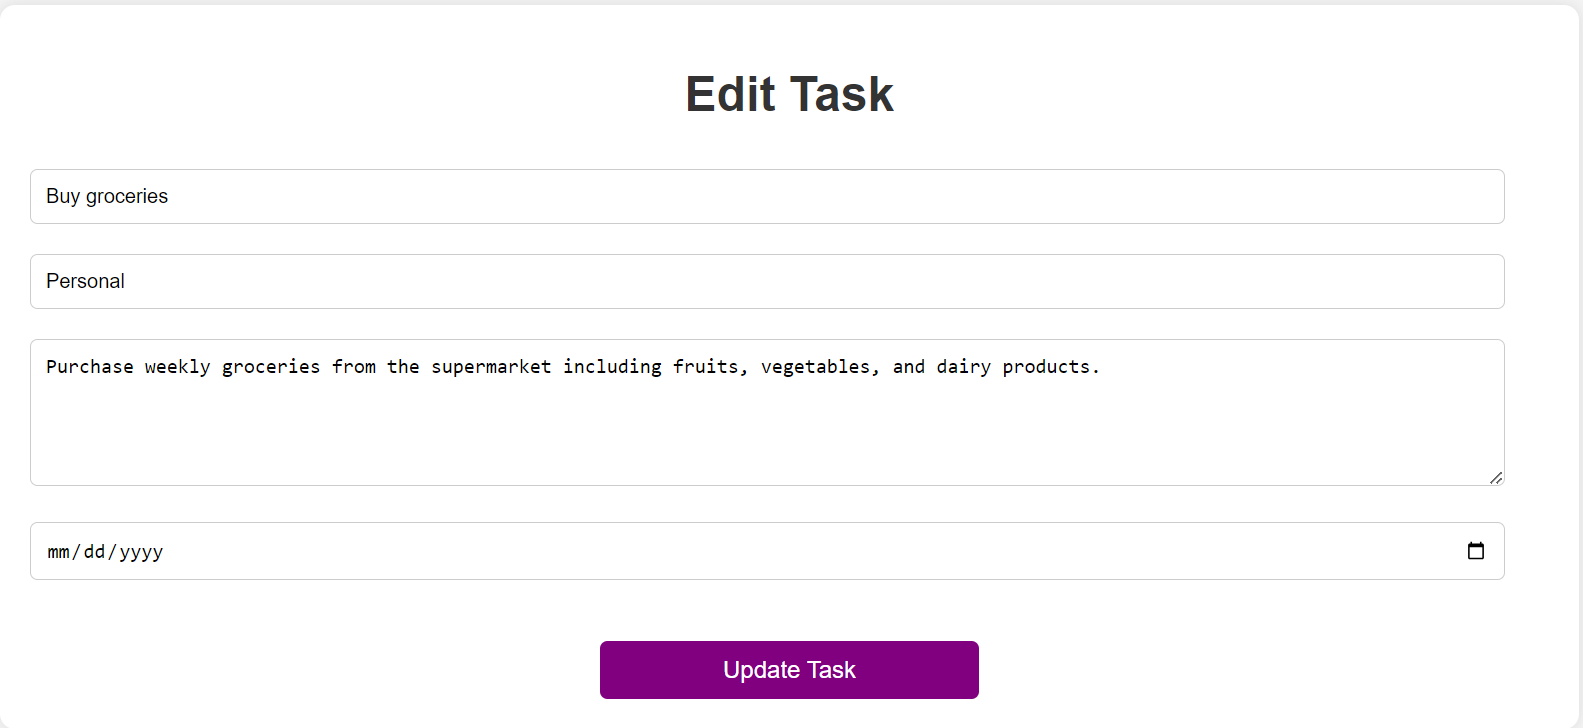 Edit Task
Buy groceries
Personal
Purchase weekly groceries from the supermarket including fruits, vegetables, and dairy products.
mm/dd/yyyy
Update Task